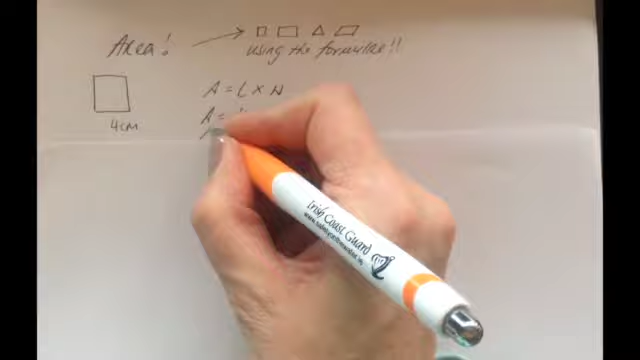 Area!
using the formulae!!
A = L x W
A =
4cm
Irish Coast Guard